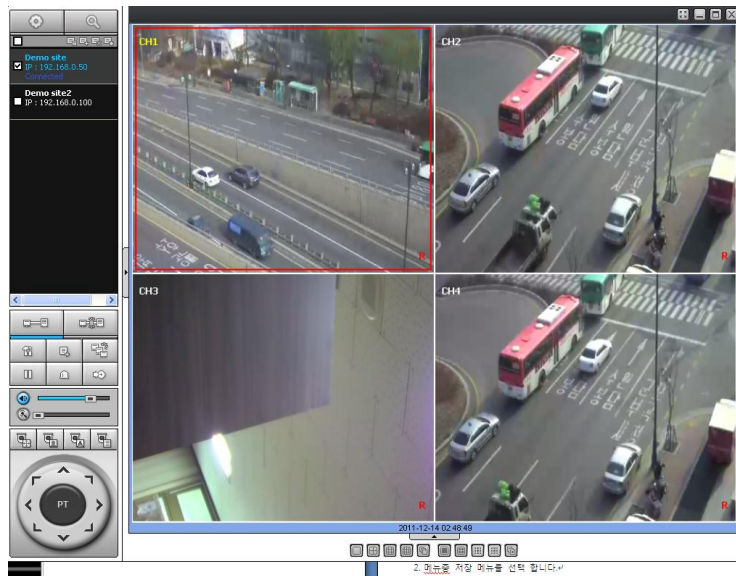 Demo site
IP : 192.168.0.50
Connected
Demo site2
IP : 192.168.0.100
CH1
CH2
R
CH3
CH4
R
R
2011-12-14 02:48:49
PT
2. 메뉴중 저장 메뉴를 선택 합니다.